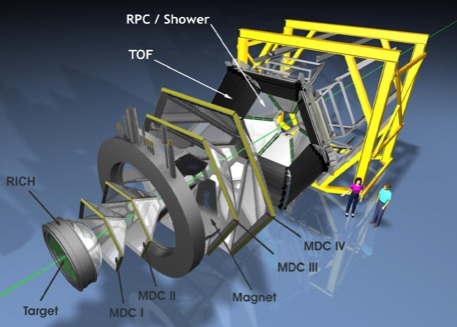 RPC / Shower
TOF
RICH
MDC IV
MDC III
Magnet
MDC II
Target
MDC I